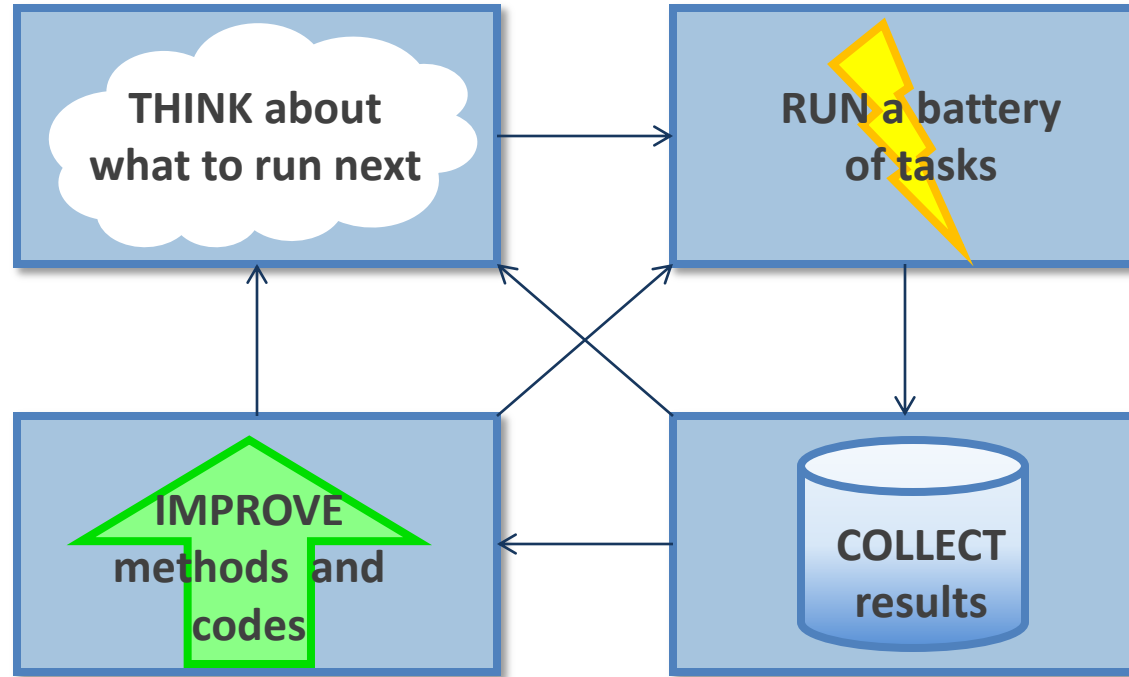 THINK about
what to run next
RUN a battery
of tasks
IMPROVE
methods and
codes
COLLECT
results